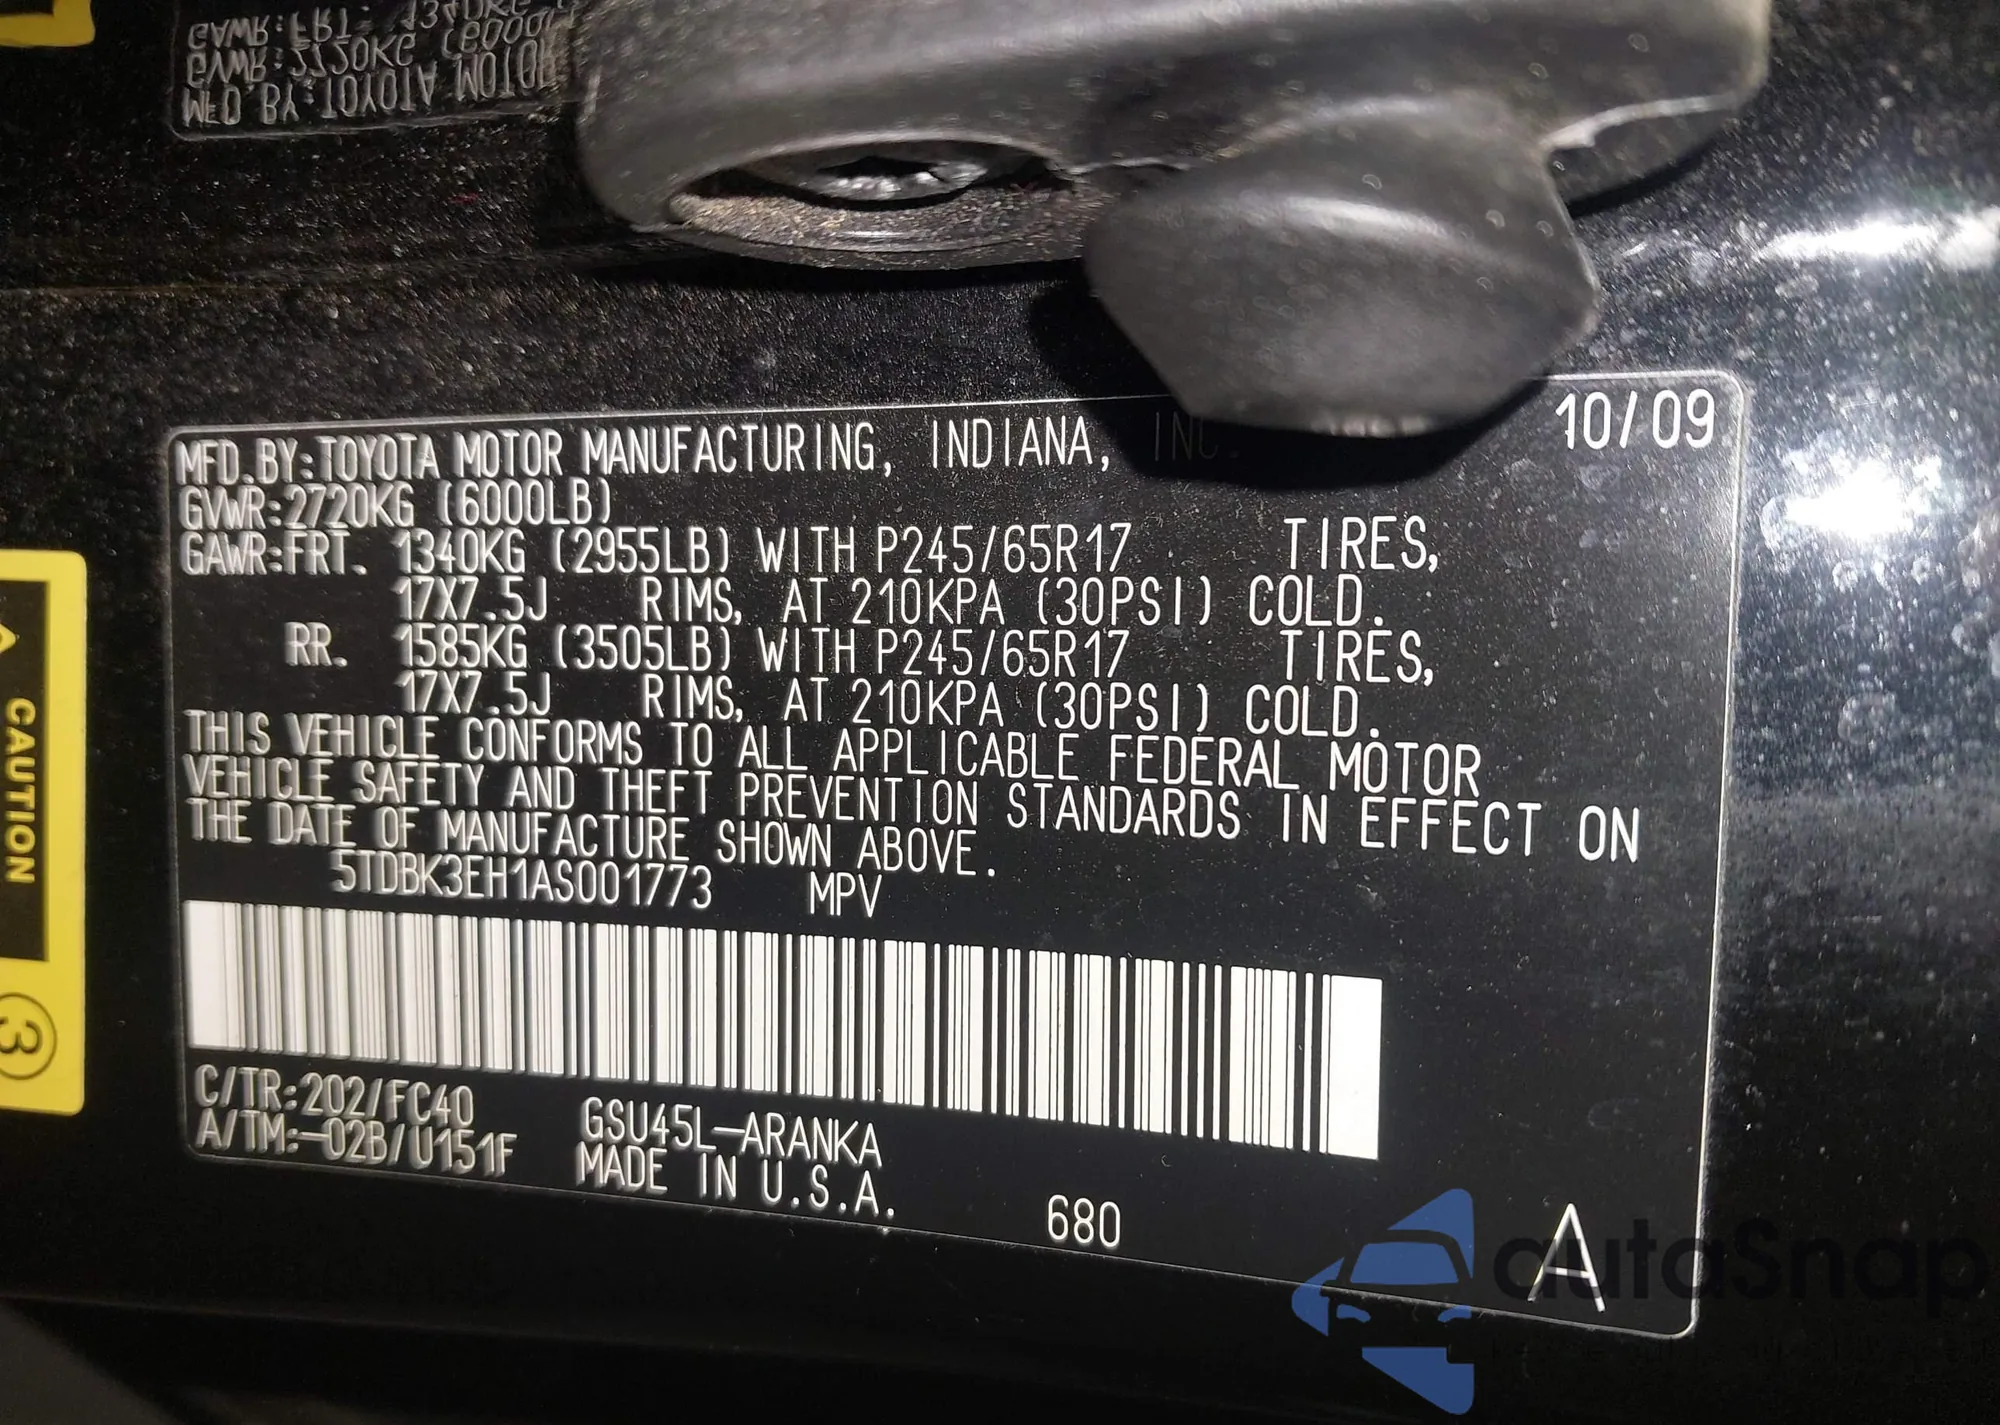 MFD.BY:TOYOTA MOTOR MANUFACTURING, INDIANA, INC. 10/09
GVWR:2720KG (6000LB)
GAWR:FRT. 1340KG (2955LB) WITH P245/65R17 TIRES,
17X7.5J RIMS, AT 210KPA (30PSI) COLD.
RR. 1585KG (3505LB) WITH P245/65R17 TIRES,
17X7.5J RIMS, AT 210KPA (30PSI) COLD.
THIS VEHICLE CONFORMS TO ALL APPLICABLE FEDERAL MOTOR
VEHICLE SAFETY AND THEFT PREVENTION STANDARDS IN EFFECT ON
THE DATE OF MANUFACTURE SHOWN ABOVE.
5TDBK3EH1AS001773 MPV
C/TR:202/FC40 GSU45L-ARANKA
A/TM:-02B/U151F MADE IN U.S.A.
680
A
CAUTION
3
autaSnap